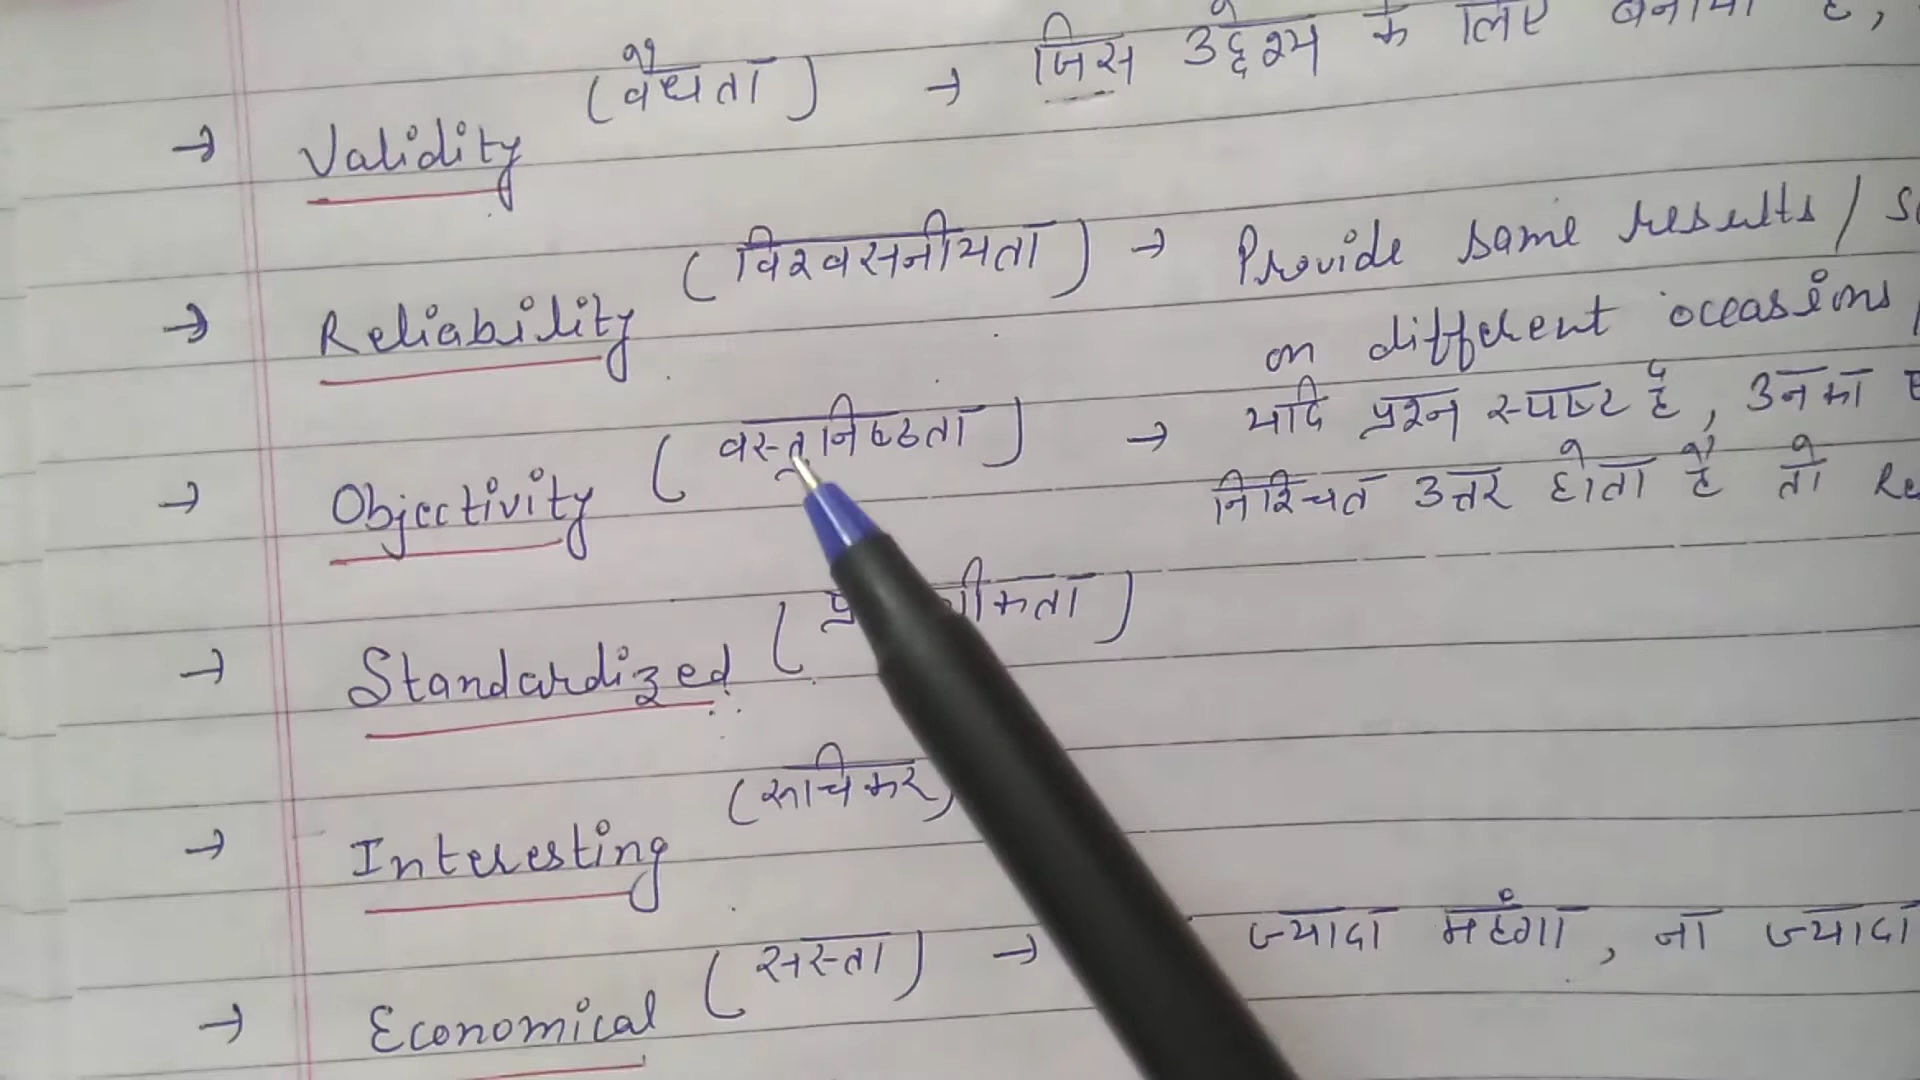 → Validity (वैधता) → जिस उद्देश्य के लिए बनाया है,
→ Reliability (विश्वसनीयता) → Provide same results /
on different occasions
→ Objectivity (वस्तूनिष्ठता) → यदि प्रश्न स्पष्ट है, उनका
निश्चित उत्तर होता है तो
→ Standardized
→ Interesting (रूचिकर)
→ Economical (सस्ता) → ज्यादा महंगा, ना ज्यादा